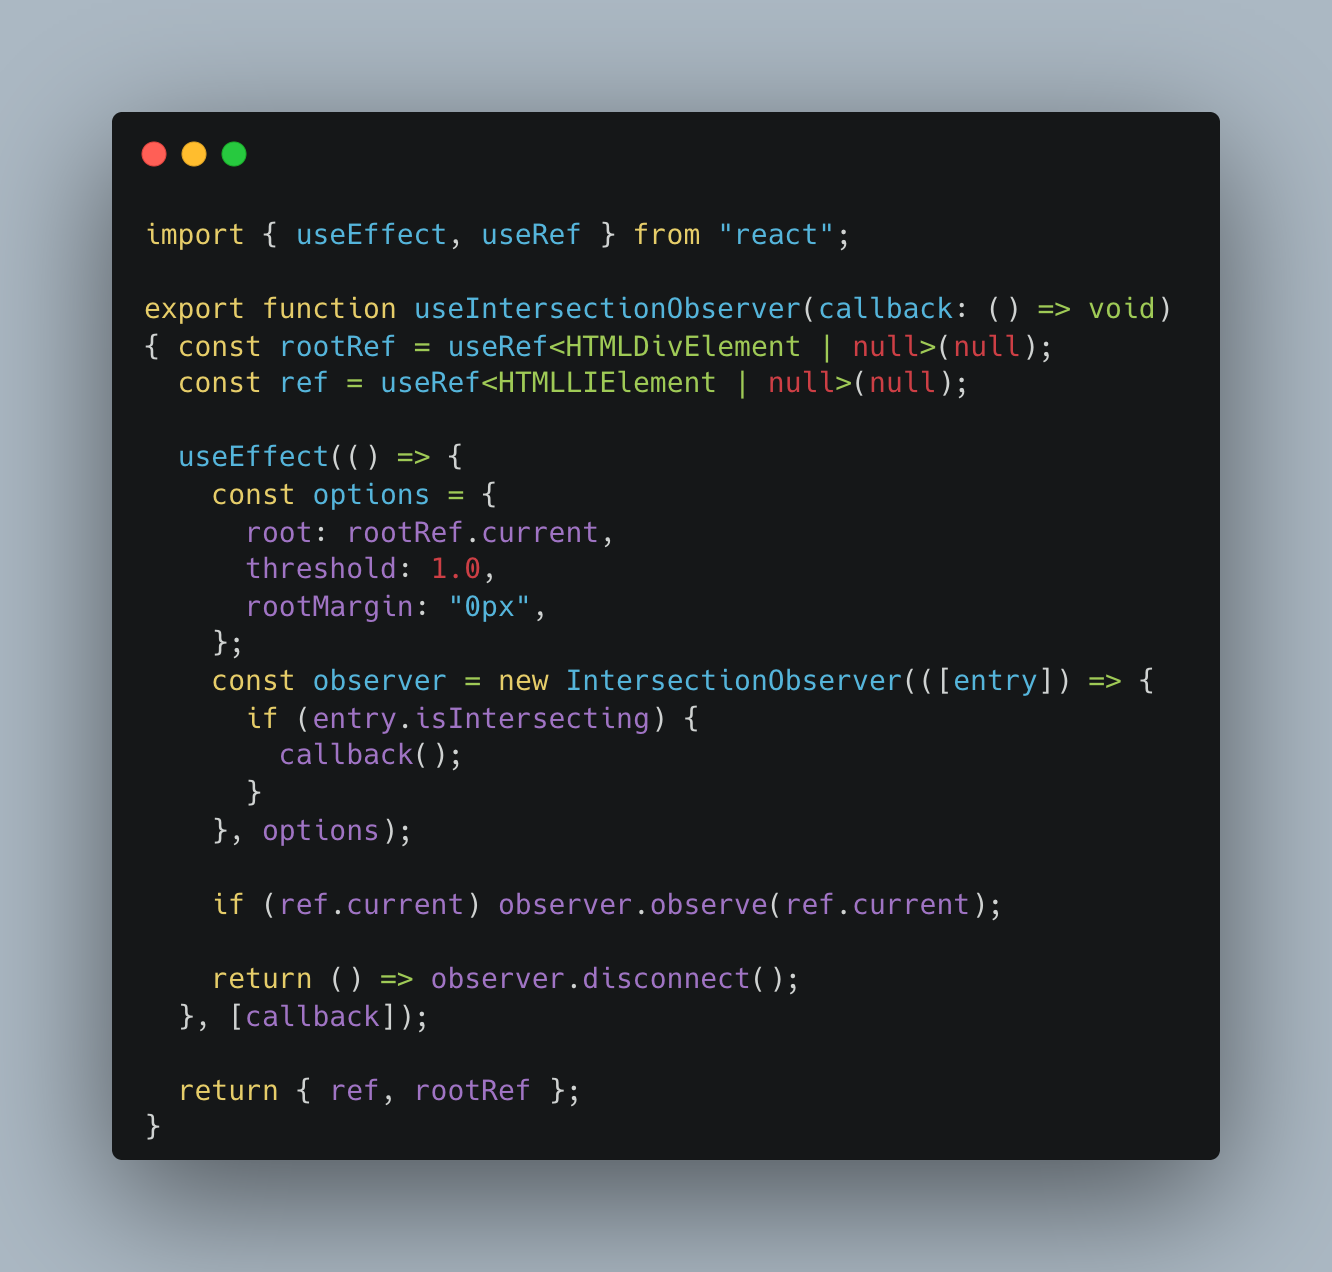 import { useEffect, useRef } from "react";
export function useIntersectionObserver(callback: () => void)
{ const rootRef = useRef<HTMLDivElement | null>(null);
  const ref = useRef<HTMLLIElement | null>(null);
  useEffect(() => {
    const options = {
      root: rootRef.current,
      threshold: 1.0,
      rootMargin: "0px",
    };
    const observer = new IntersectionObserver(([entry]) => {
      if (entry.isIntersecting) {
        callback();
      }
    }, options);
    if (ref.current) observer.observe(ref.current);
    return () => observer.disconnect();
  }, [callback]);
  return { ref, rootRef };
}